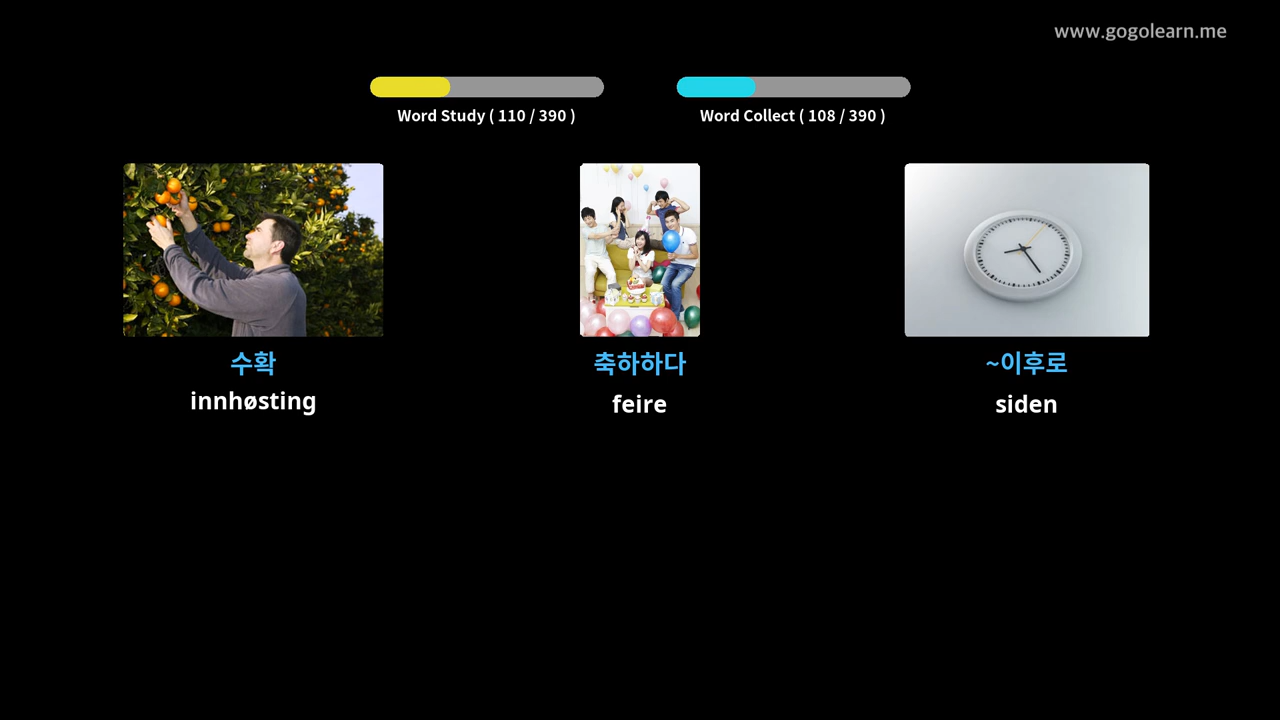 www.gogolearn.me
Word Study ( 110 / 390 )
Word Collect ( 108 / 390 )
수확
축하하다
~이후로
innhøsting
feire
siden